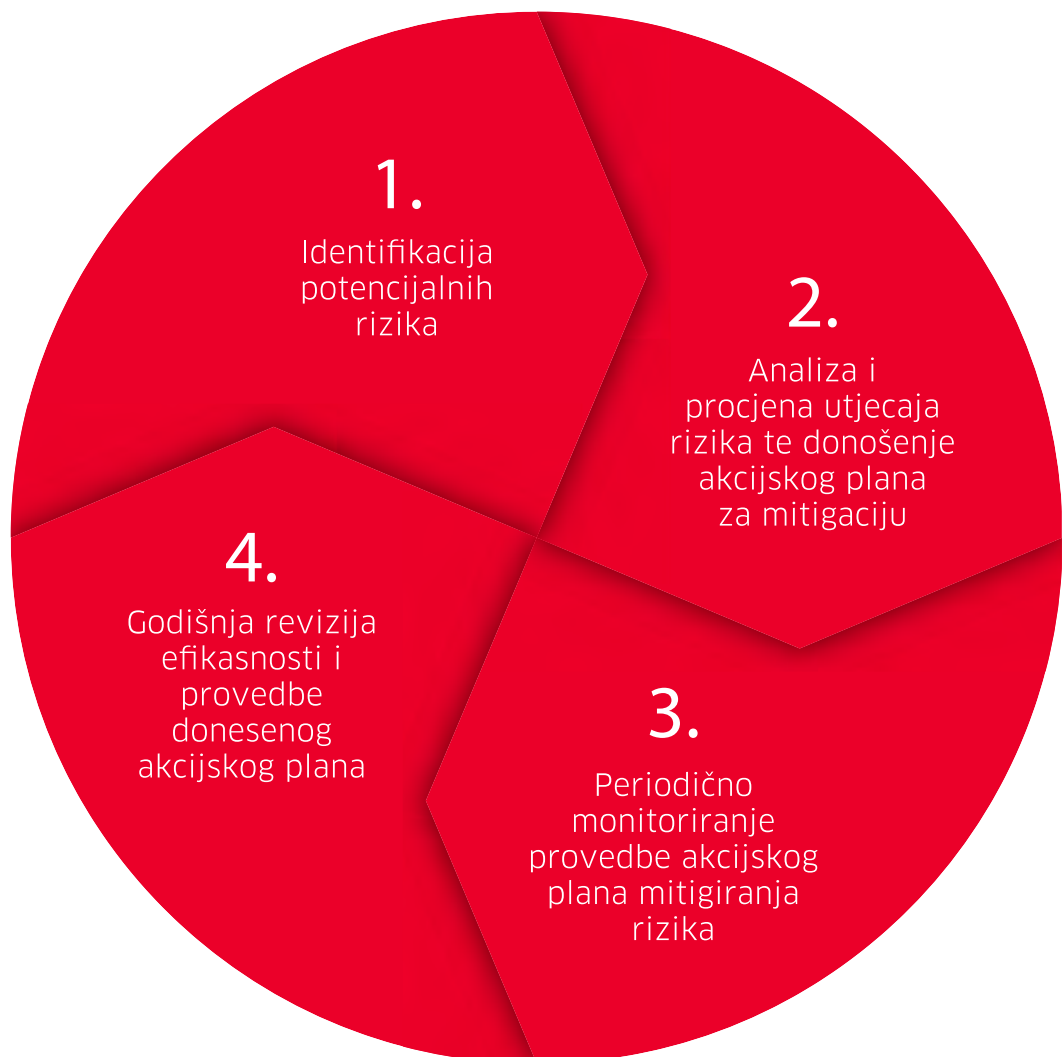 1.
Identifikacija
potencijalnih
rizika
2.
Analiza i
procjena utjecaja
rizika te donošenje
akcijskog plana
za mitigaciju
3.
Periodično
monitoriranje
provedbe akcijskog
plana mitigiranja
rizika
4.
Godišnja revizija
efikasnosti i
provedbe
donesenog
akcijskog plana